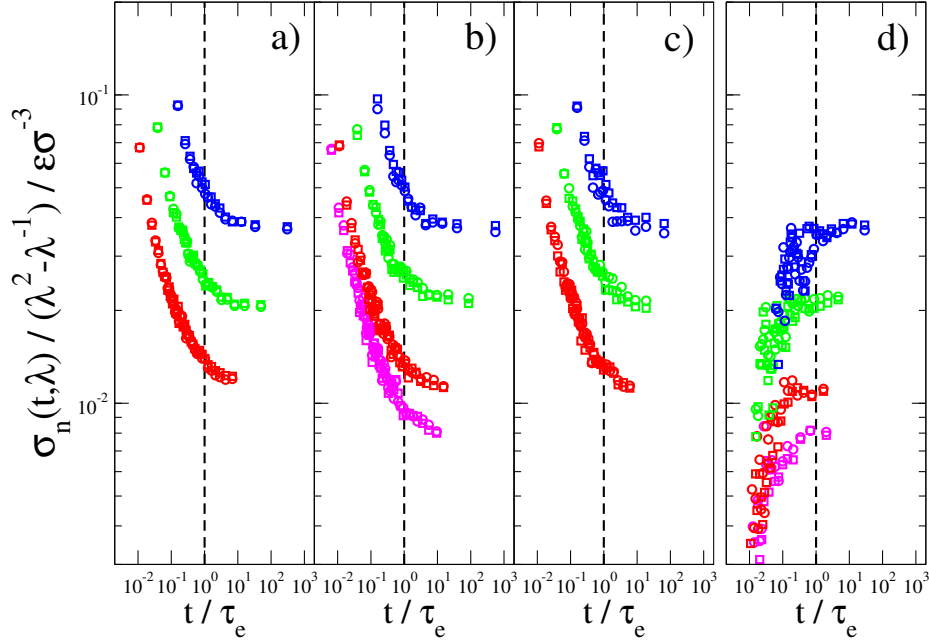 a) b) c) d)
10⁻¹
10⁻²
σₙ(t,λ) / (λ²-λ⁻¹) / εσ⁻³
10⁻² 10⁻¹ 10⁰ 10¹ 10² 10³ 10⁻² 10⁻¹ 10⁰ 10¹ 10² 10³ 10⁻² 10⁻¹ 10⁰ 10¹ 10² 10³ 10⁻² 10⁻¹ 10⁰ 10¹ 10² 10³
t / τₑ t / τₑ t / τₑ t / τₑ